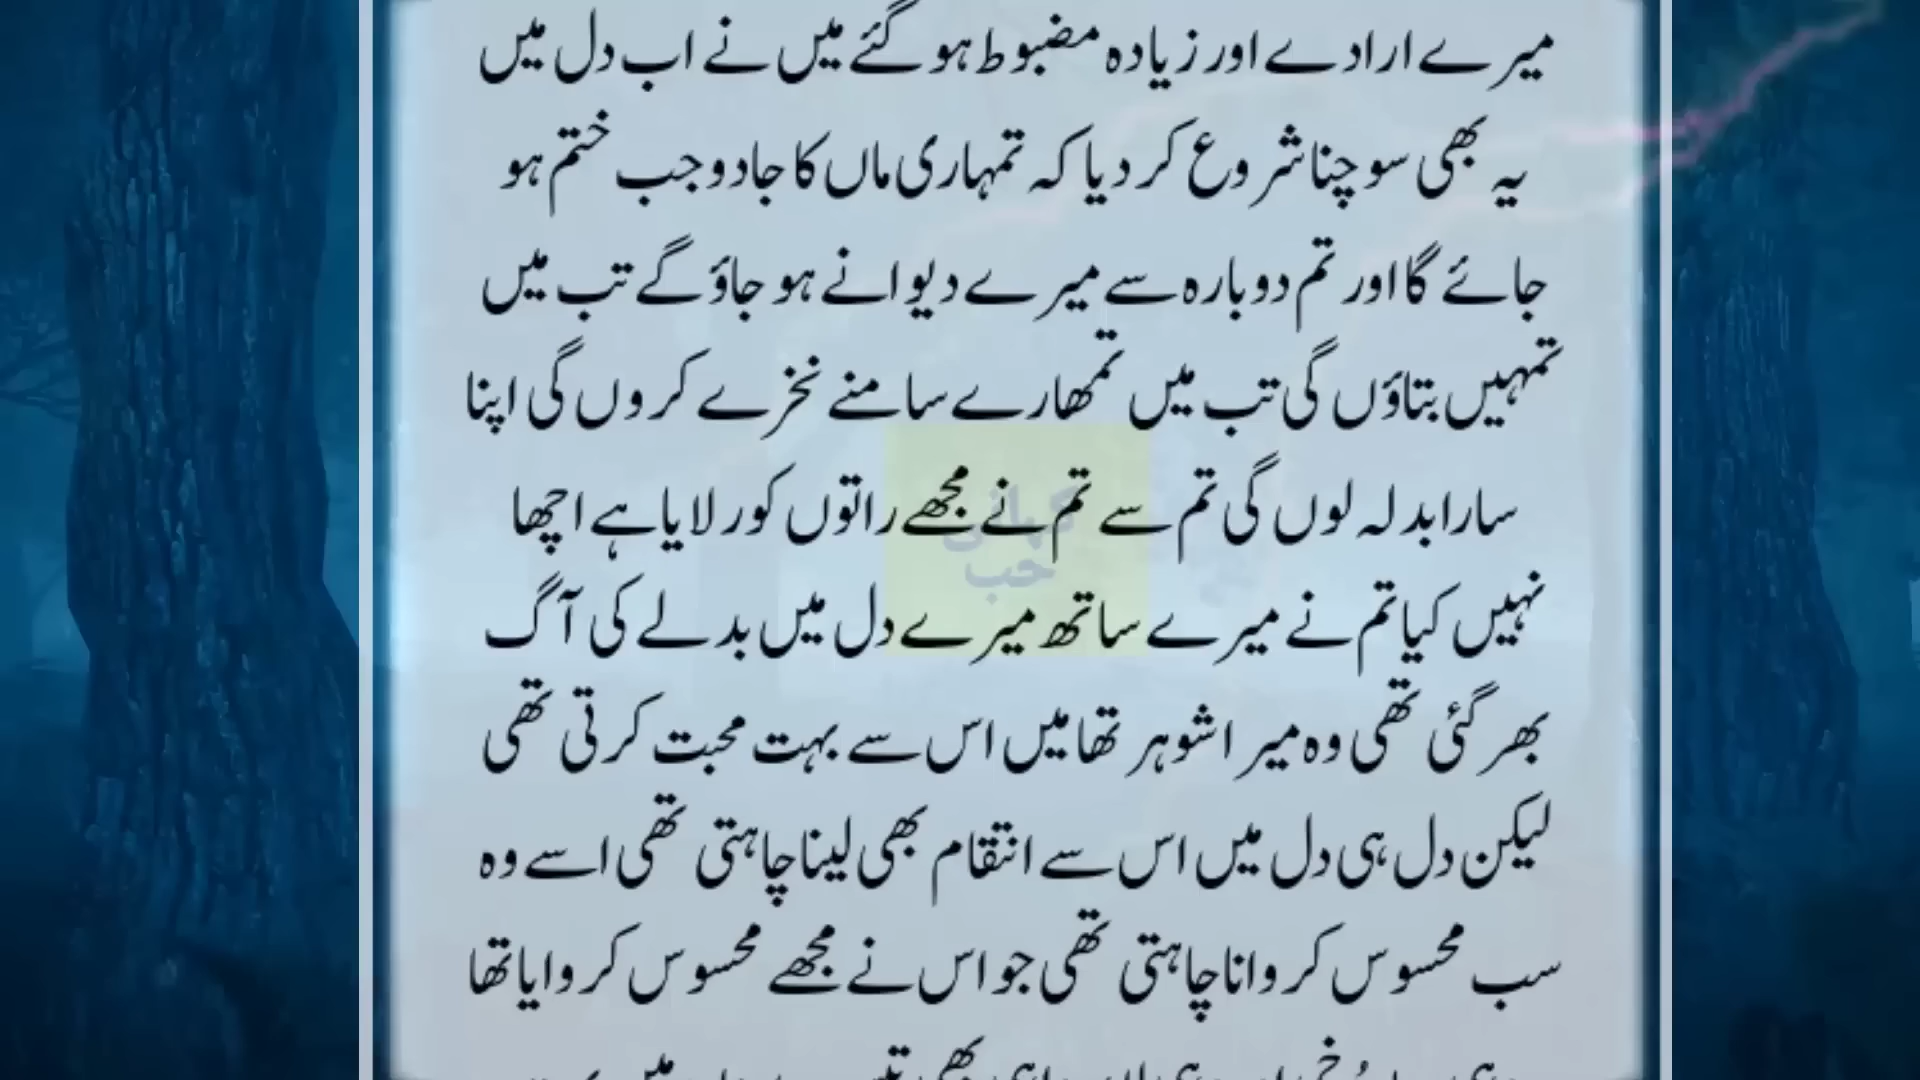 میرے ارادے اور زیادہ مضبوط ہو گئے میں نے اب دل میں
یہ بھی سوچنا شروع کر دیا کہ تمہاری ماں کا جادو جب ختم ہو
جائے گا اور تم دوبارہ سے میرے دیوانے ہو جاؤ گے تب میں
تمہیں بتاؤں گی تب میں تمھارے سامنے نخرے کروں گی اپنا
سارا بدلہ لوں گی تم سے تم نے مجھے راتوں کو رلایا ہے اچھا
نہیں کیا تم نے میرے ساتھ میرے دل میں بدلے کی آگ
بھر گئی تھی وہ میرا شوہر تھا میں اس سے بہت محبت کرتی تھی
لیکن دل ہی دل میں اس سے انتقام بھی لینا چاہتی تھی اسے وہ
سب محسوس کروانا چاہتی تھی جو اس نے مجھے محسوس کروایا تھا
کہانی
حب